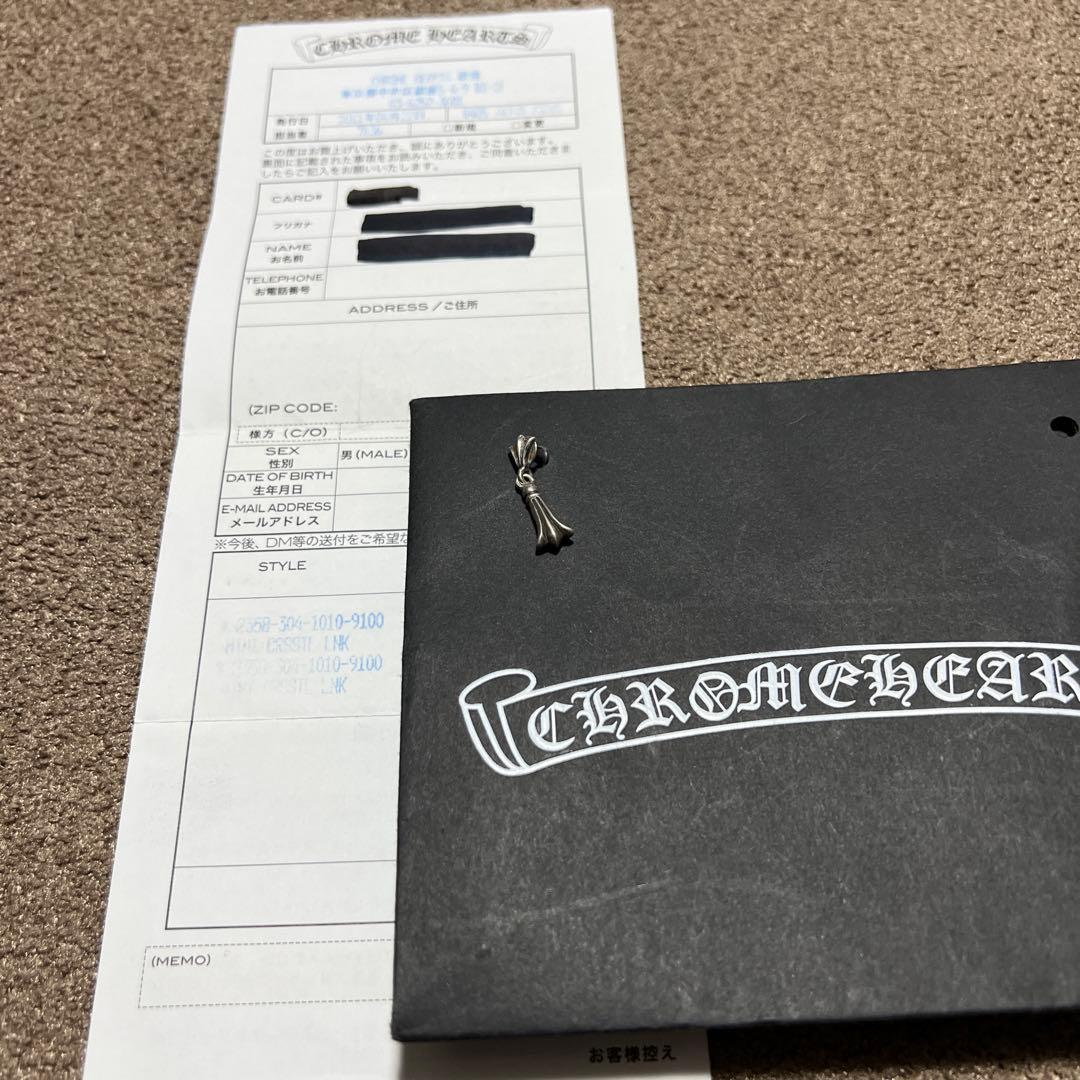 CHROME HEARTS
発行日
担当者 □新規 □変更
この度はお買上げいただき、誠にありがとうございます。
裏面に記載された事項をお読みいただき、ご同意いただきま
したらご記入をお願いいたします。
CARD#
フリガナ
NAME
お名前
TELEPHONE
お電話番号
ADDRESS／ご住所
(ZIP CODE:
様方 (C/O)
SEX
性別
男(MALE)
DATE OF BIRTH
生年月日
E-MAIL ADDRESS
メールアドレス
※今後、DM等の送付をご希望な
STYLE
304-1010-9100
CRSSTL LNK
304-1010-9100
CRSSTL LNK
(MEMO)
お客様控え
CHROMEHEAR